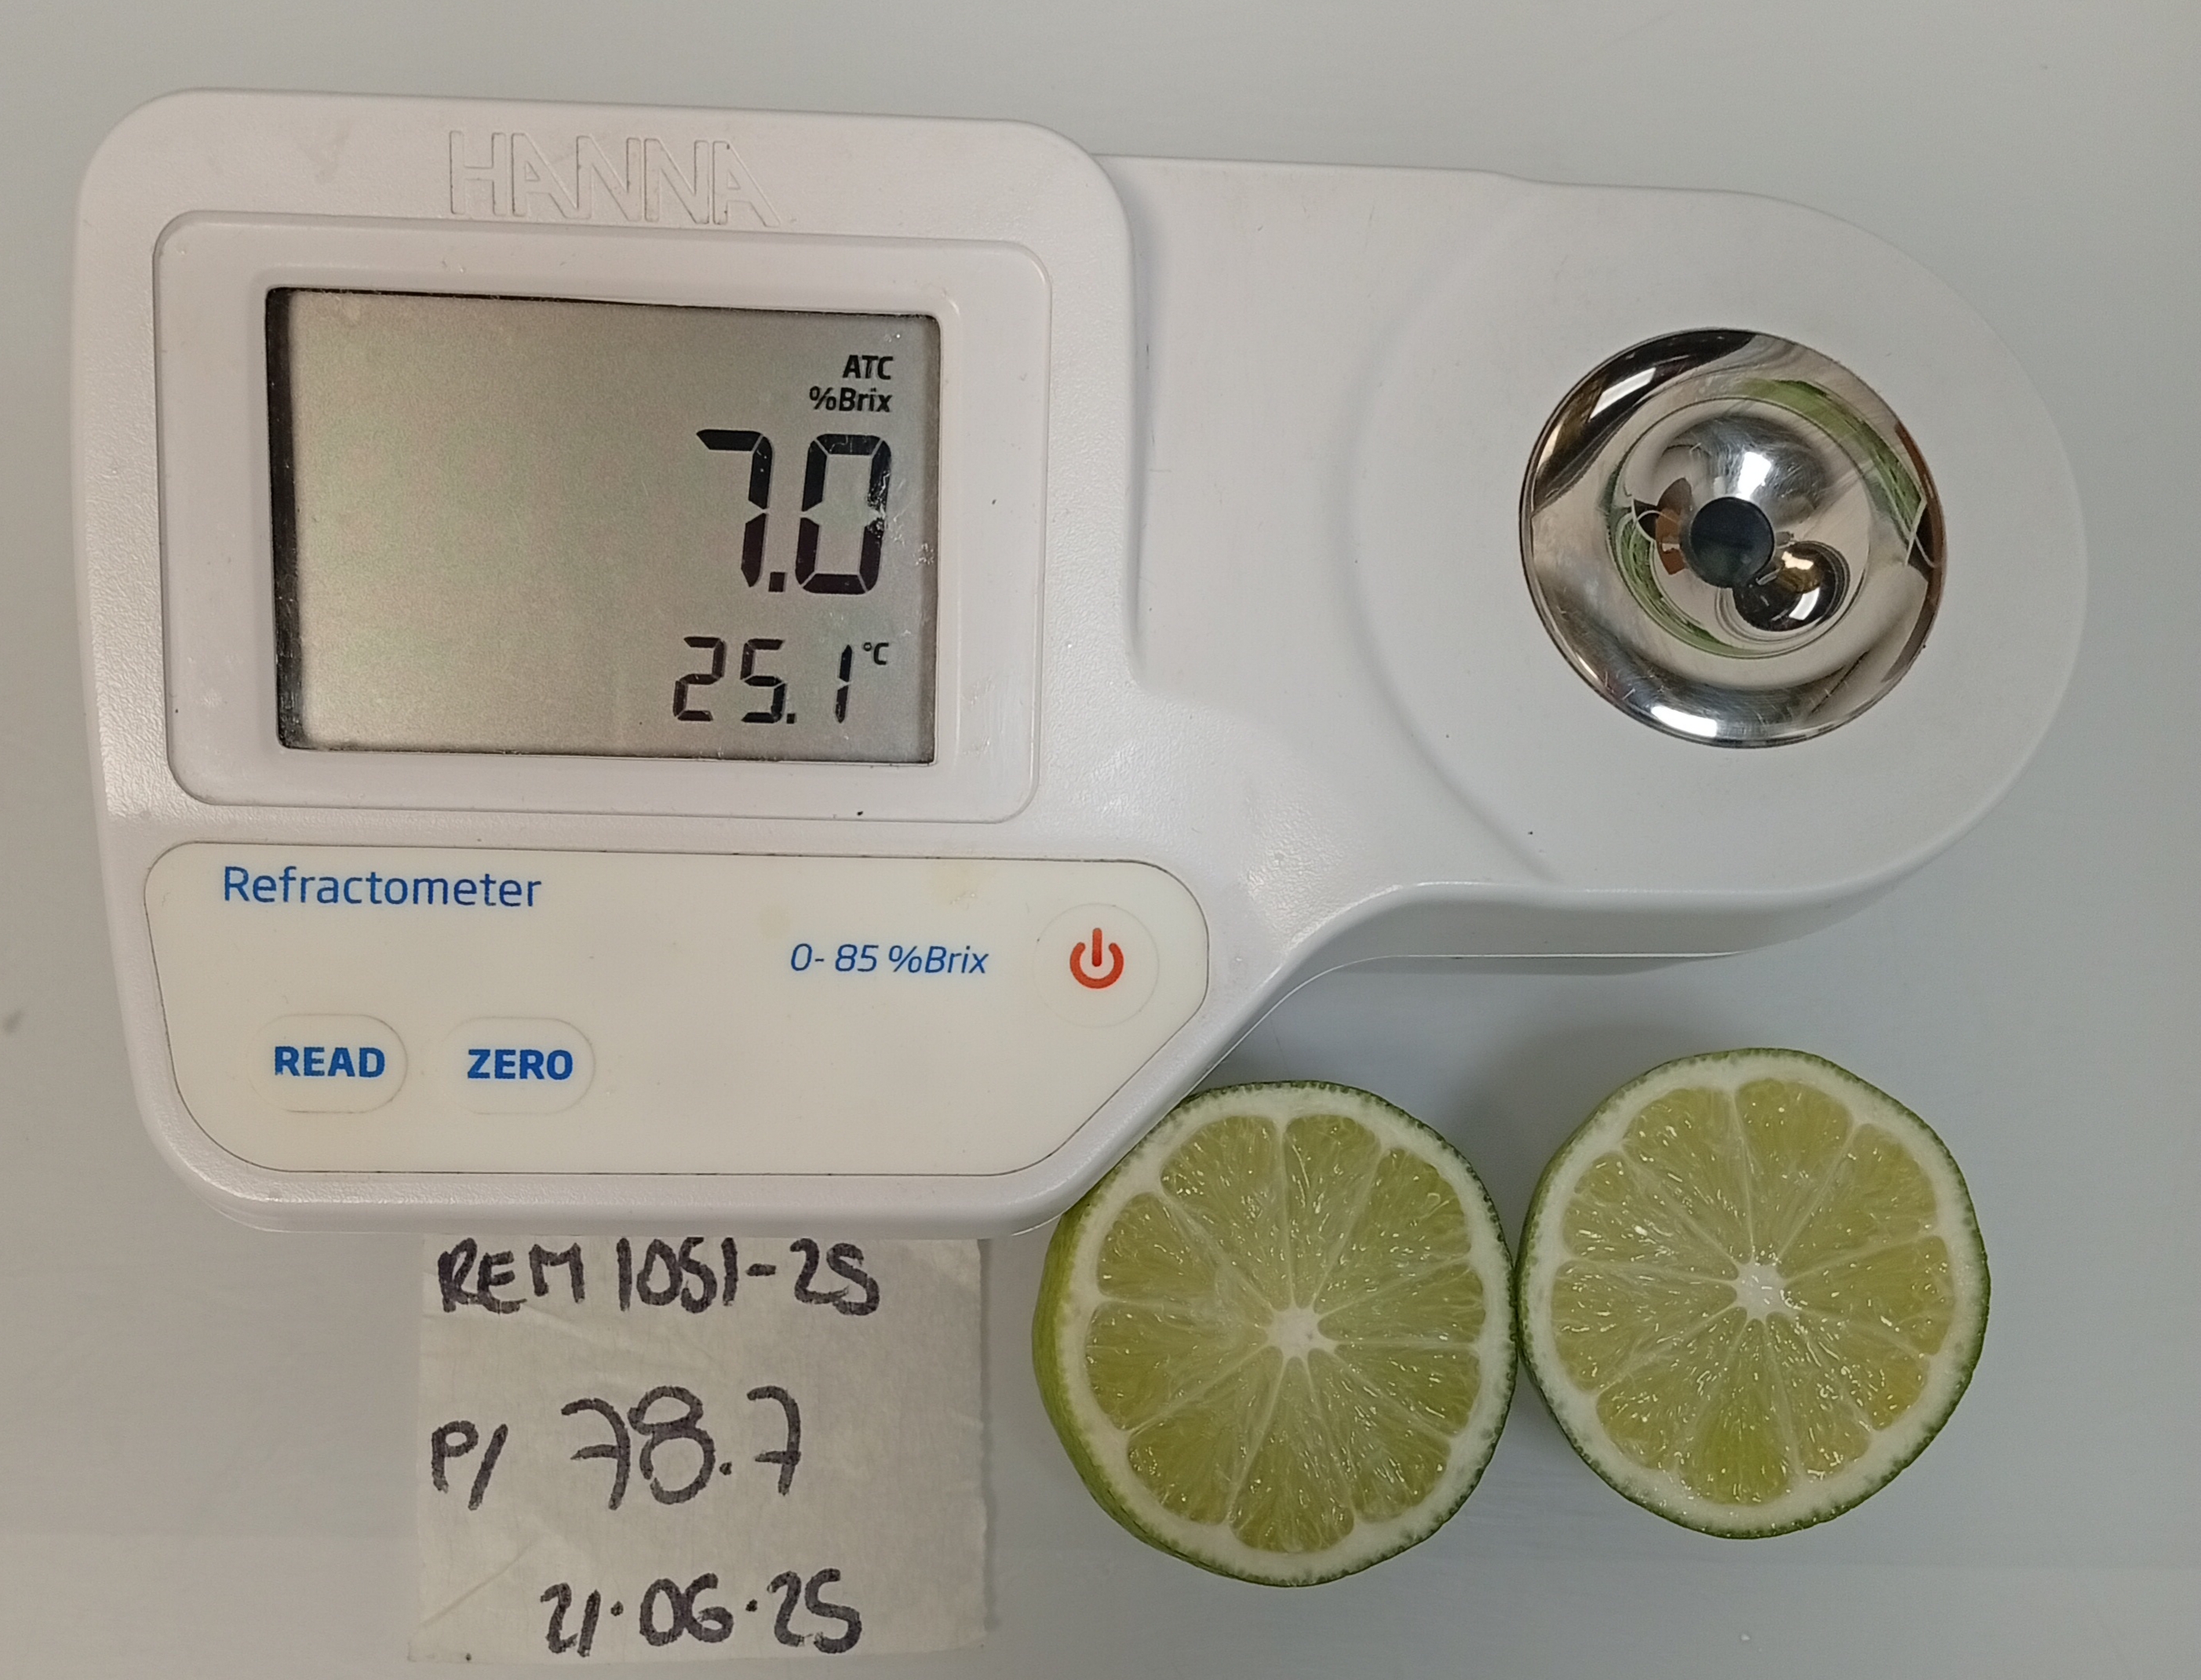 HANNA
ATC
%Brix
7.0
25.1 °C
Refractometer
0- 85 %Brix
READ ZERO
REM 1051-25
P/ 78.7
21.06.25